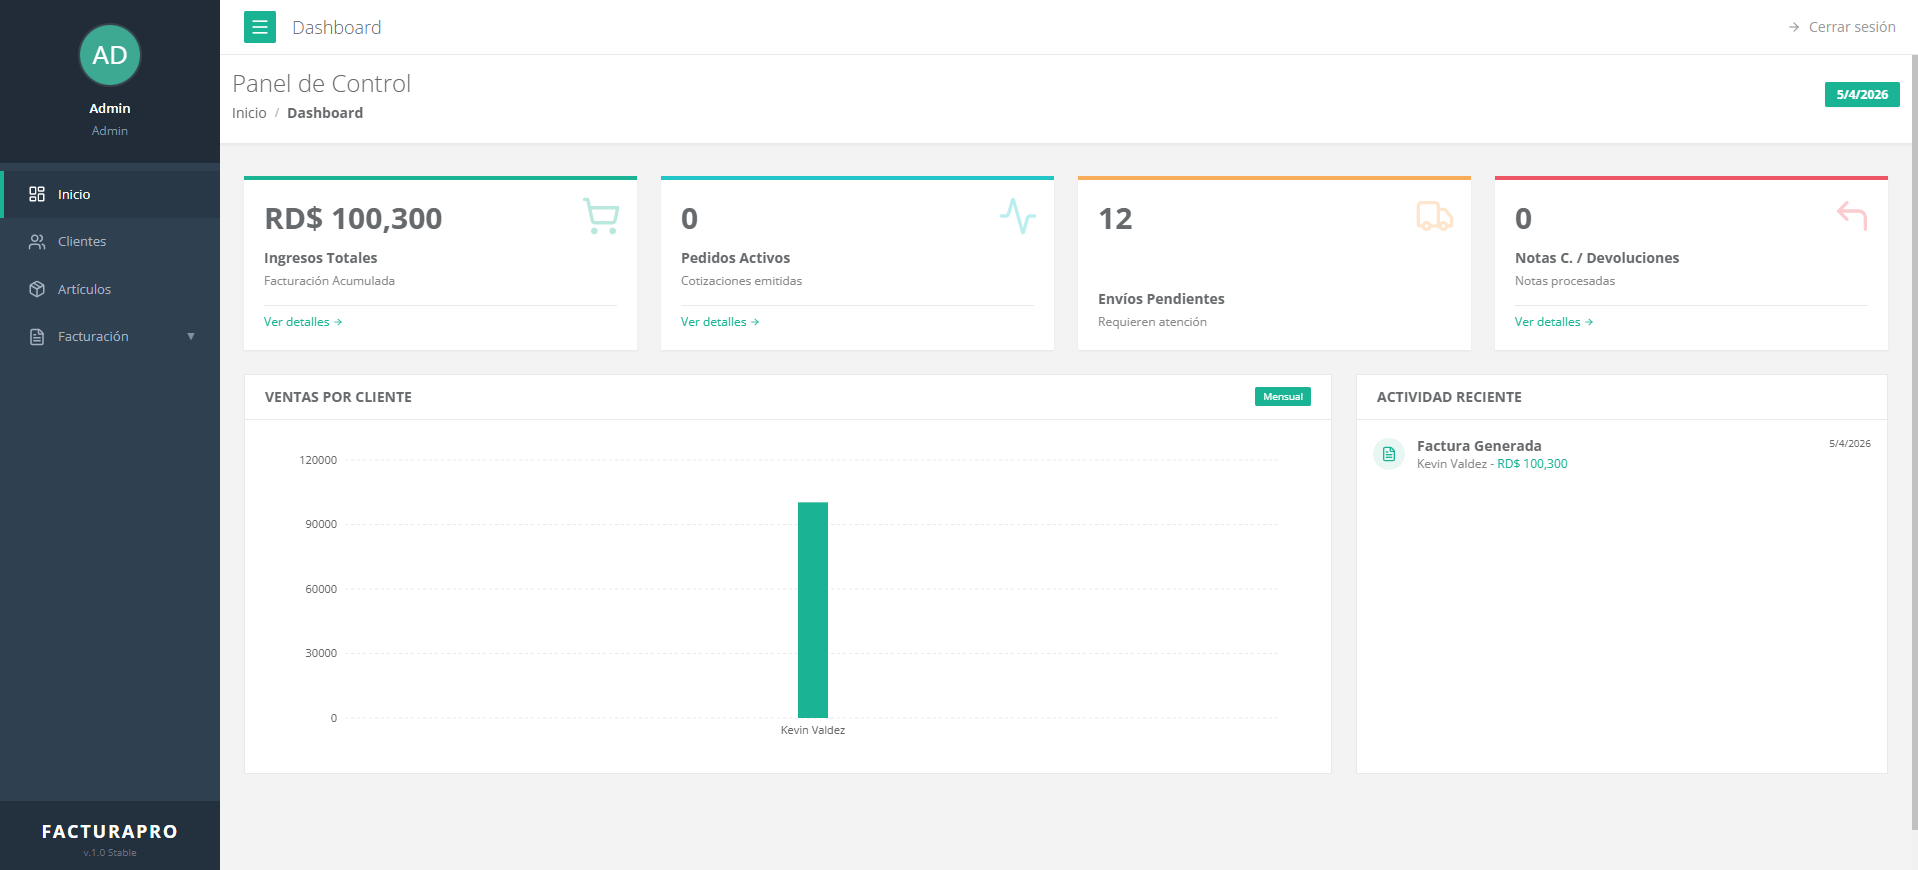 AD
Admin
Admin
Inicio
Clientes
Artículos
Facturación
FACTURAPRO
v.1.0 Stable
Dashboard
Cerrar sesión
Panel de Control
Inicio / Dashboard
5/4/2026
RD$ 100,300
Ingresos Totales
Facturación Acumulada
Ver detalles
0
Pedidos Activos
Cotizaciones emitidas
Ver detalles
12
Envíos Pendientes
Requieren atención
0
Notas C. / Devoluciones
Notas procesadas
Ver detalles
VENTAS POR CLIENTE
Mensual
120000
90000
60000
30000
0
Kevin Valdez
ACTIVIDAD RECIENTE
Factura Generada
5/4/2026
Kevin Valdez - RD$ 100,300